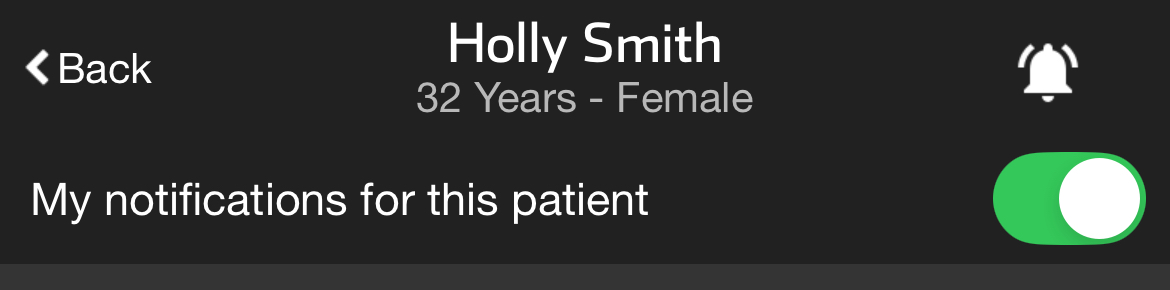 Back
Holly Smith
32 Years - Female
My notifications for this patient